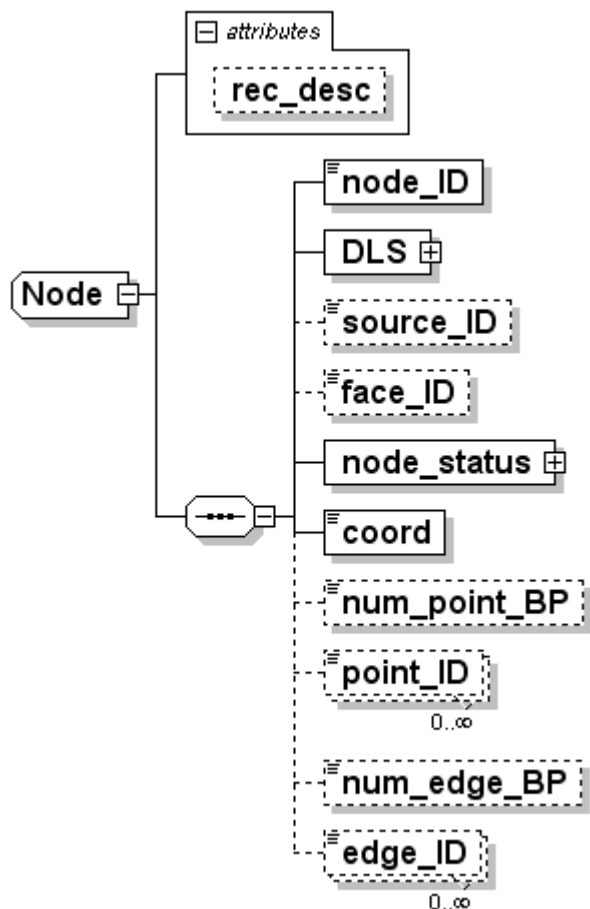 attributes
rec_desc
node_ID
DLS
Node
source_ID
face_ID
node_status
coord
num_point_BP
point_ID
0..∞
num_edge_BP
edge_ID
0..∞